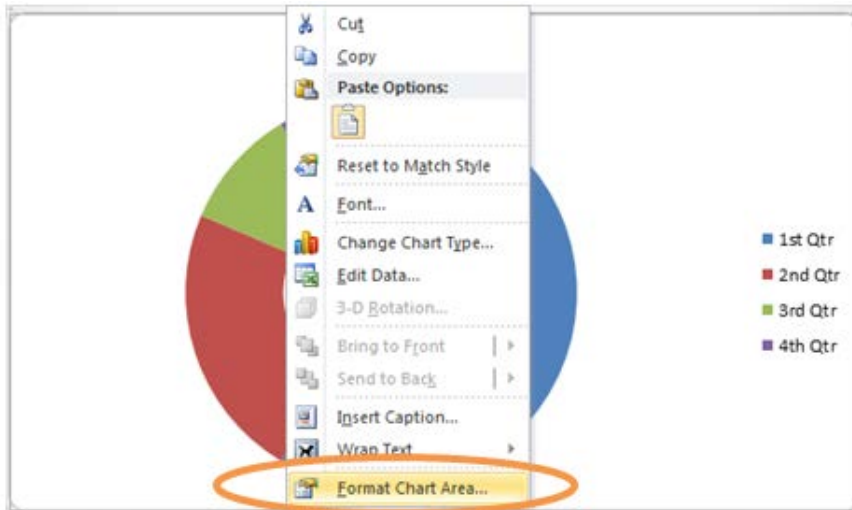 Cut
Copy
Paste Options:
Reset to Match Style
Font...
Change Chart Type...
Edit Data...
3-D Rotation...
Bring to Front
Send to Back
Insert Caption...
Wrap Text
Format Chart Area...
1st Qtr
2nd Qtr
3rd Qtr
4th Qtr